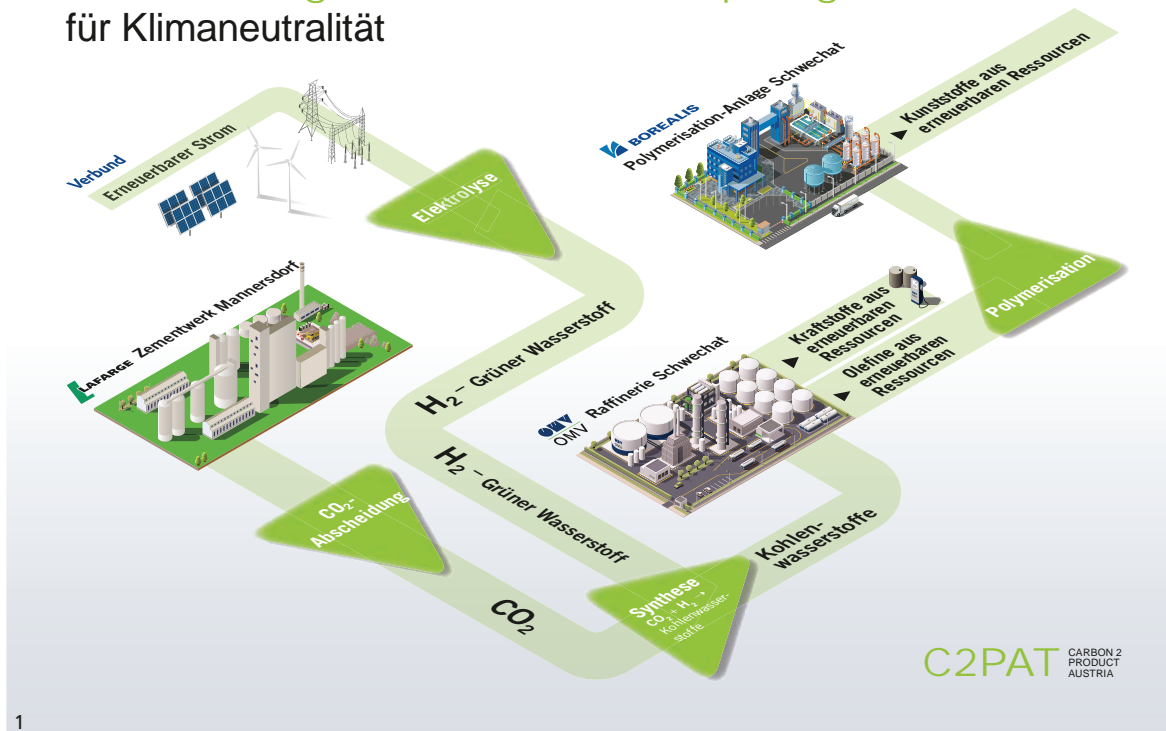 für Klimaneutralität
Verbund
Erneuerbarer Strom
Elektrolyse
BOREALIS
Polymerisation-Anlage Schwechat
Kunststoffe aus
erneuerbaren Ressourcen
LAFARGE Zementwerk Mannersdorf
H₂ – Grüner Wasserstoff
Polymerisation
Kraftstoffe aus
erneuerbaren
Ressourcen
Olefine aus
erneuerbaren
Ressourcen
OMV
OMV Raffinerie Schwechat
H₂ – Grüner Wasserstoff
CO₂-
Abscheidung
CO₂
Synthese
CO₂ + H₂ →
Kohlenwasser-
stoffe
Kohlen-
wasserstoffe
C2PAT
CARBON 2
PRODUCT
AUSTRIA
1